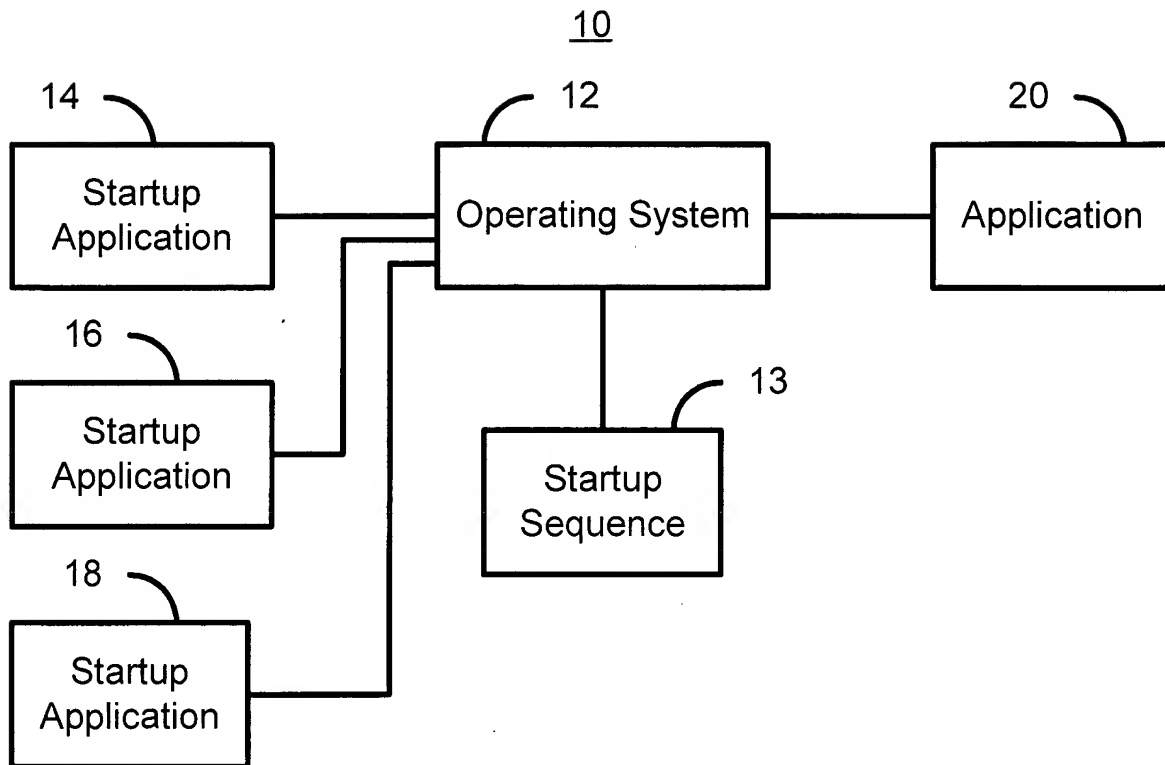 10
14
12
20
Startup
Application
Operating System
Application
16
Startup
Application
13
Startup
Sequence
18
Startup
Application